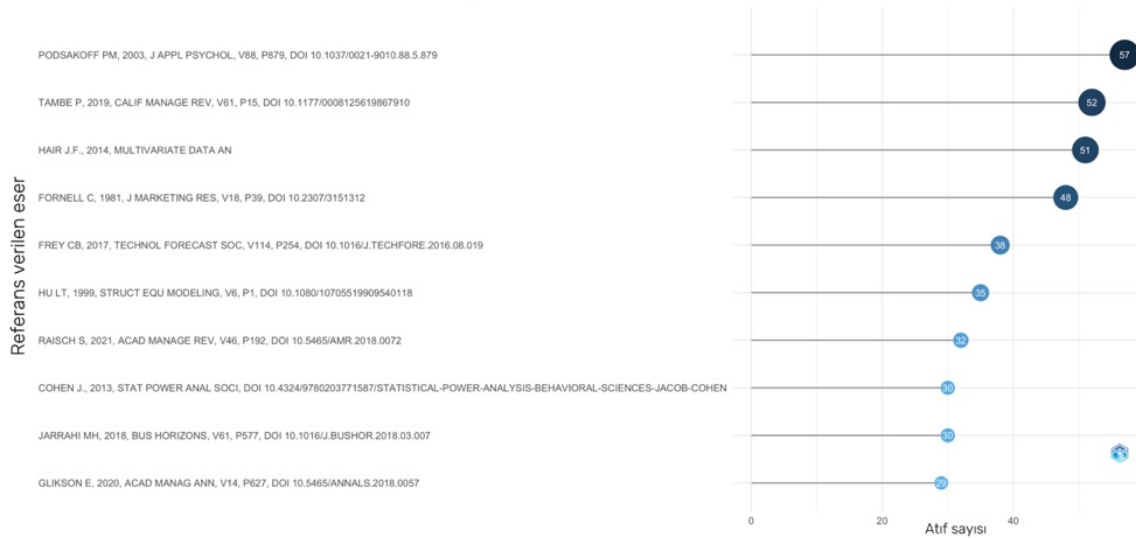 Referans verilen eser
PODSAKOFF PM, 2003, J APPL PSYCHOL, V88, P879, DOI 10.1037/0021-9010.88.5.879
57
TAMBE P, 2019, CALIF MANAGE REV, V61, P15, DOI 10.1177/0008125619867910
52
HAIR J.F., 2014, MULTIVARIATE DATA AN
51
FORNELL C, 1981, J MARKETING RES, V18, P39, DOI 10.2307/3151312
48
FREY CB, 2017, TECHNOL FORECAST SOC, V114, P254, DOI 10.1016/J.TECHFORE.2016.08.019
38
HU LT, 1999, STRUCT EQU MODELING, V6, P1, DOI 10.1080/10705519909540118
35
RAISCH S, 2021, ACAD MANAGE REV, V46, P192, DOI 10.5465/AMR.2018.0072
32
COHEN J., 2013, STAT POWER ANAL SOCI, DOI 10.4324/9780203771587/STATISTICAL-POWER-ANALYSIS-BEHAVIORAL-SCIENCES-JACOB-COHEN
30
JARRAHI MH, 2018, BUS HORIZONS, V61, P577, DOI 10.1016/J.BUSHOR.2018.03.007
30
GLIKSON E, 2020, ACAD MANAG ANN, V14, P627, DOI 10.5465/ANNALS.2018.0057
29
0 20 40
Atıf sayısı